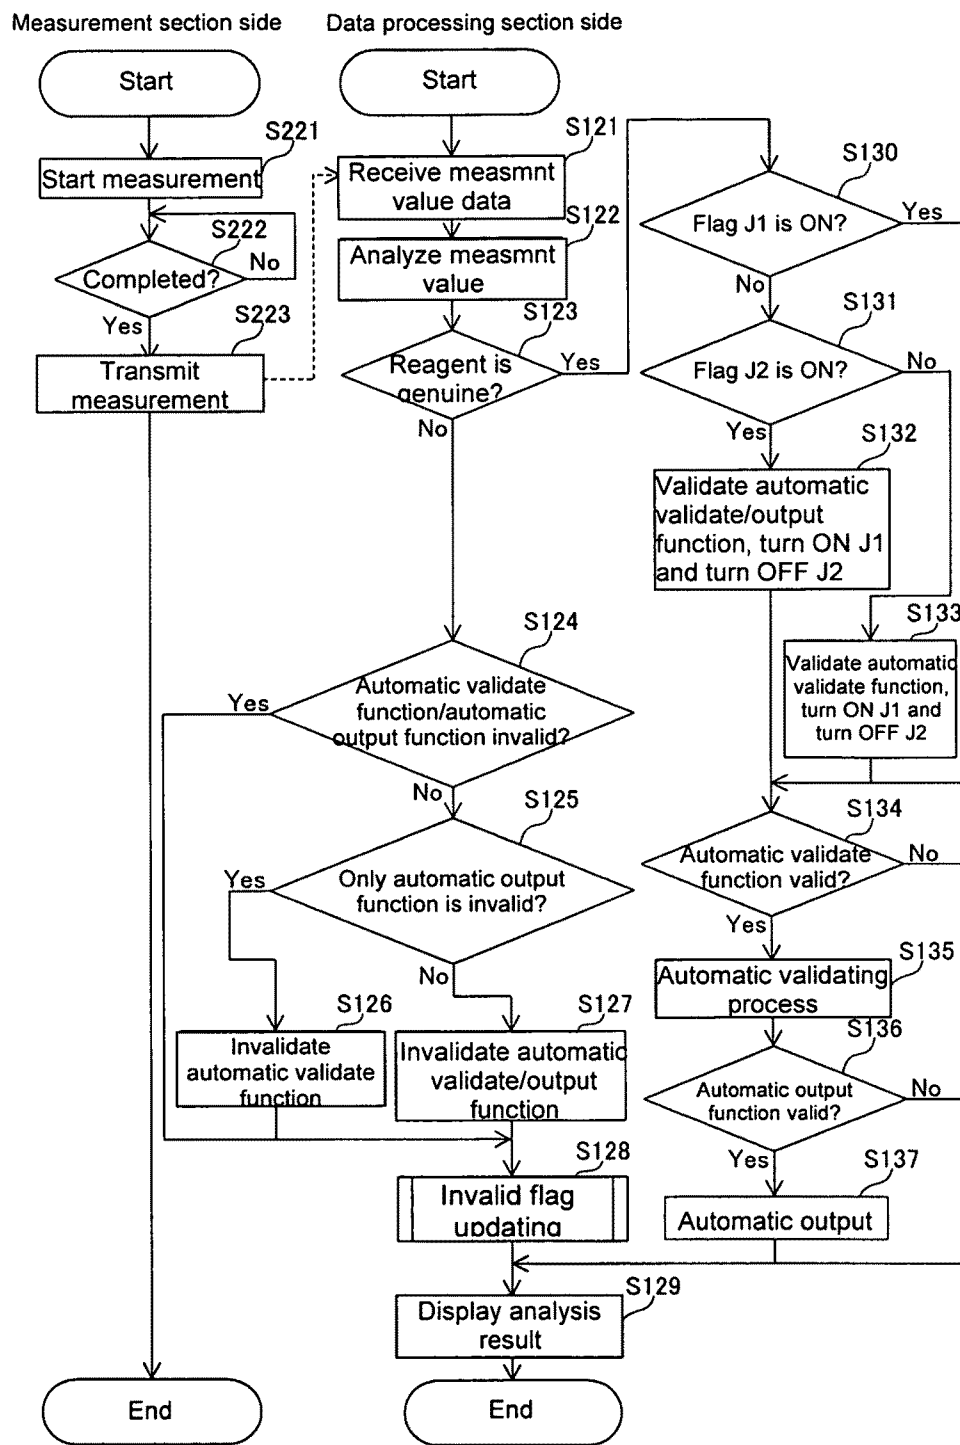 Measurement section side
Data processing section side
Start
Start
S221
Start measurement
S222
Completed?
No
Yes
S223
Transmit
measurement
End
S121
Receive measmnt
value data
S122
Analyze measmnt
value
S123
Reagent is
genuine?
Yes
No
S124
Automatic validate
function/automatic
output function invalid?
Yes
No
S125
Only automatic output
function is invalid?
Yes
No
S126
Invalidate
automatic validate
function
S127
Invalidate automatic
validate/output
function
S128
Invalid flag
updating
S129
Display analysis
result
End
S130
Flag J1 is ON?
Yes
No
S131
Flag J2 is ON?
No
Yes
S132
Validate automatic
validate/output
function, turn ON J1
and turn OFF J2
S133
Validate automatic
validate function,
turn ON J1 and
turn OFF J2
S134
Automatic validate
function valid?
No
Yes
S135
Automatic validating
process
S136
Automatic output
function valid?
No
Yes
S137
Automatic output